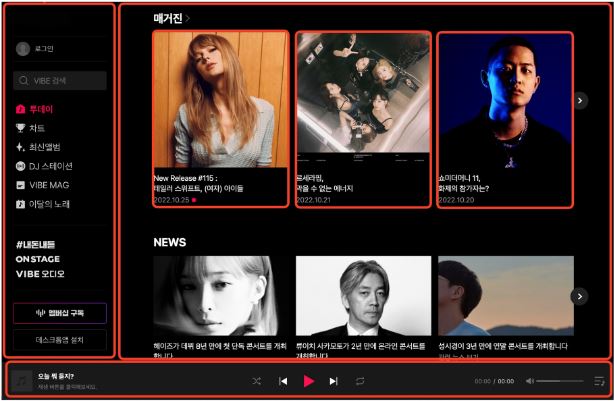 로그인
VIBE 검색
투데이
차트
최신앨범
DJ 스테이션
VIBE MAG
이달의 노래
#내돈내듣
ONSTAGE
VIBE 오디오
멤버십 구독
데스크톱앱 설치
매거진
New Release #115 :
테일러 스위프트, (여자) 아이들
2022.10.25
르세라핌,
막을 수 없는 에너지
2022.10.21
쇼미더머니 11,
화제의 참가자는?
2022.10.20
NEWS
헤이즈가 데뷔 8년 만에 첫 단독 콘서트를 개최
합니다
류이치 사카모토가 2년 만에 온라인 콘서트를
개최합니다
성시경이 3년 만에 연말 콘서트를 개최합니다
오늘 뭐 듣지?
재생 버튼을 클릭해보세요.
00:00 / 00:00